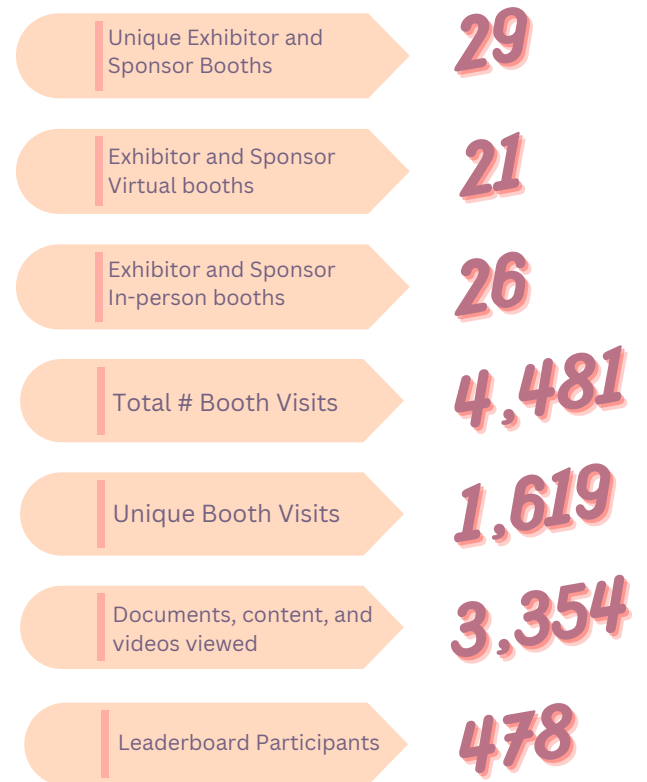 Unique Exhibitor and
Sponsor Booths
29
Exhibitor and Sponsor
Virtual booths
21
Exhibitor and Sponsor
In-person booths
26
Total # Booth Visits
4,481
Unique Booth Visits
1,619
Documents, content, and
videos viewed
3,354
Leaderboard Participants
478